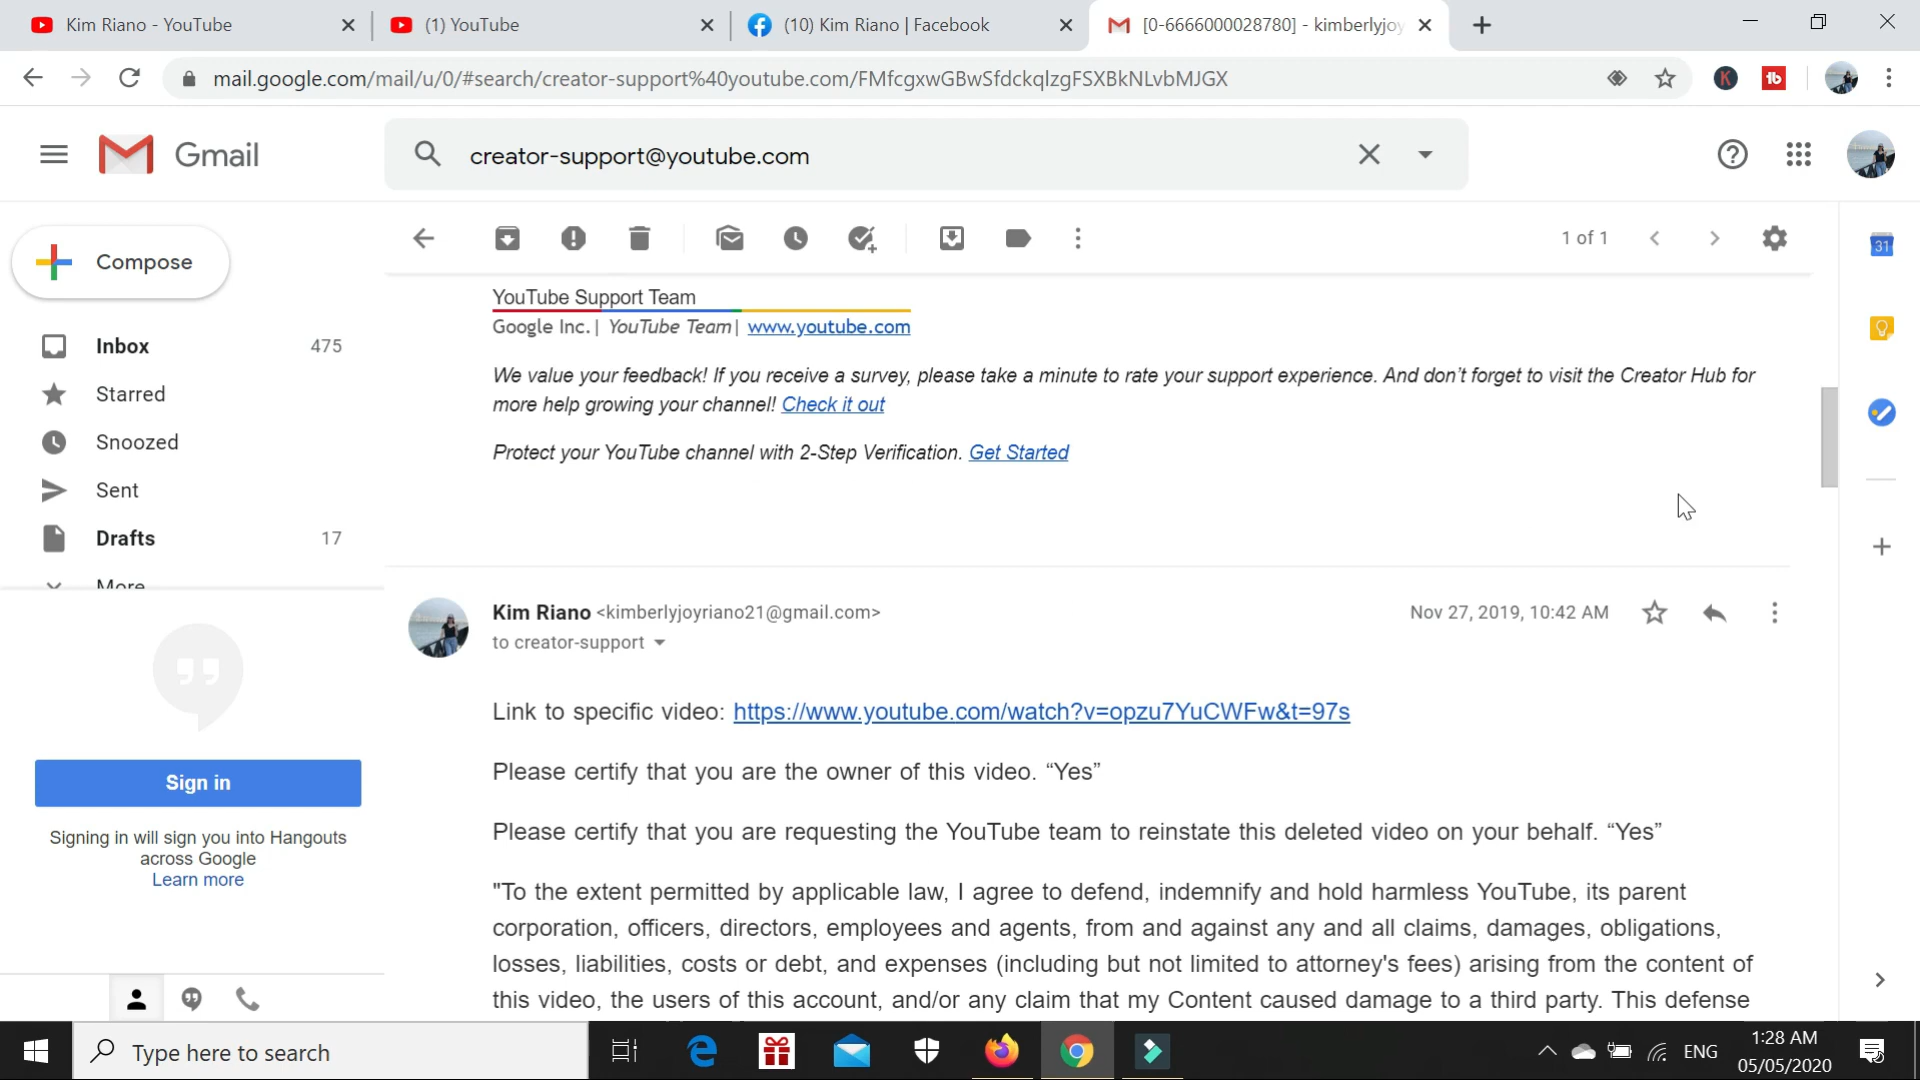 Kim Riano - YouTube
(1) YouTube
(10) Kim Riano | Facebook
[0-6666000028780] - kimberlyjoy
mail.google.com/mail/u/0/#search/creator-support%40youtube.com/FMfcgxwGBwSfdckqlzgFSXBkNLvbMJGX
K
tb
Gmail
creator-support@youtube.com
1 of 1
31
Compose
Inbox 475
Starred
Snoozed
Sent
Drafts 17
More
YouTube Support Team
Google Inc. | YouTube Team | www.youtube.com
We value your feedback! If you receive a survey, please take a minute to rate your support experience. And don't forget to visit the Creator Hub for
more help growing your channel! Check it out
Protect your YouTube channel with 2-Step Verification. Get Started
Kim Riano <kimberlyjoyriano21@gmail.com>
Nov 27, 2019, 10:42 AM
to creator-support
Link to specific video: https://www.youtube.com/watch?v=opzu7YuCWFw&t=97s
Please certify that you are the owner of this video. “Yes”
Please certify that you are requesting the YouTube team to reinstate this deleted video on your behalf. “Yes”
"To the extent permitted by applicable law, I agree to defend, indemnify and hold harmless YouTube, its parent
corporation, officers, directors, employees and agents, from and against any and all claims, damages, obligations,
losses, liabilities, costs or debt, and expenses (including but not limited to attorney's fees) arising from the content of
this video, the users of this account, and/or any claim that my Content caused damage to a third party. This defense
Sign in
Signing in will sign you into Hangouts
across Google
Learn more
Type here to search
ENG
1:28 AM
05/05/2020